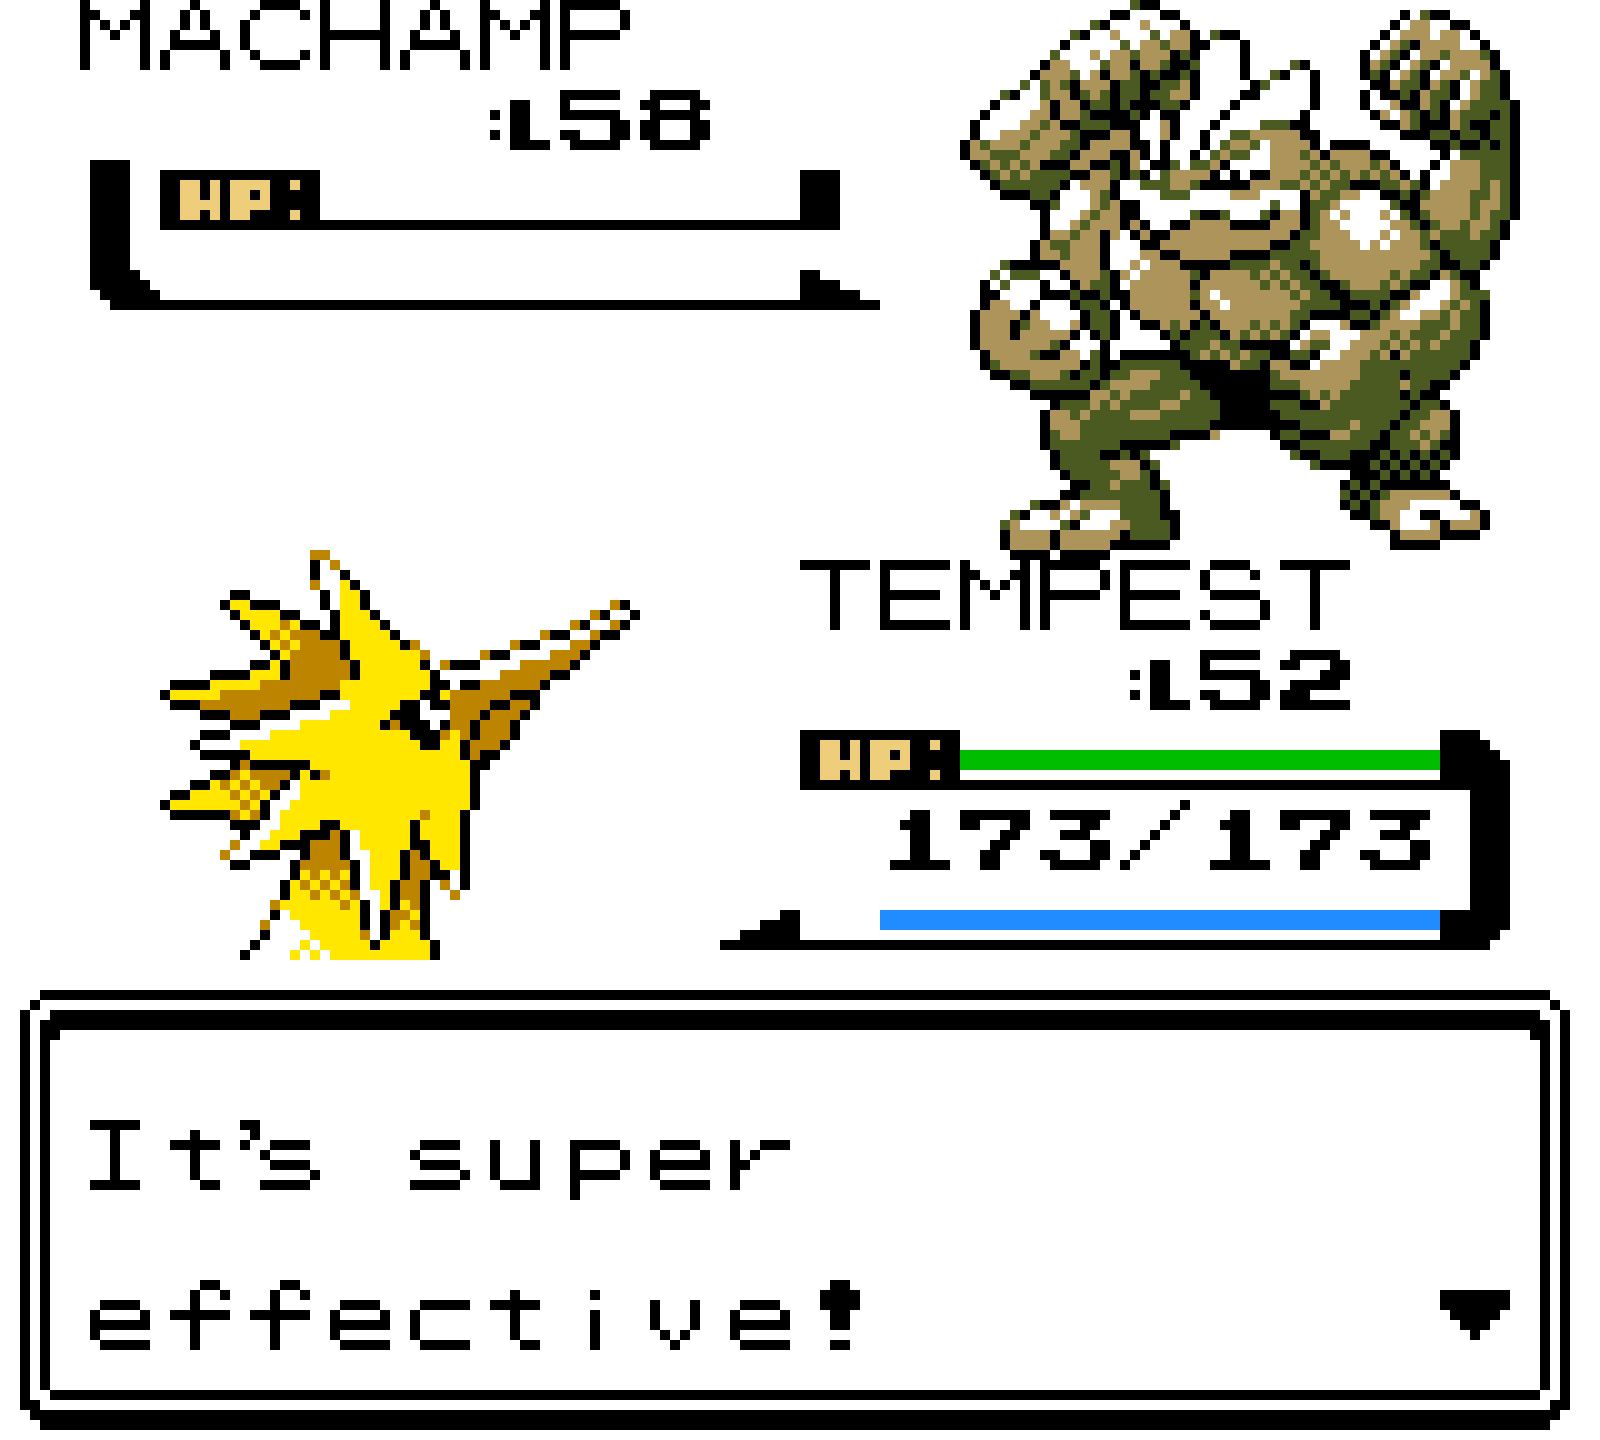 MACHAMP
:L58
HP:
TEMPEST
:L52
HP:
173/173
It's super
effective!